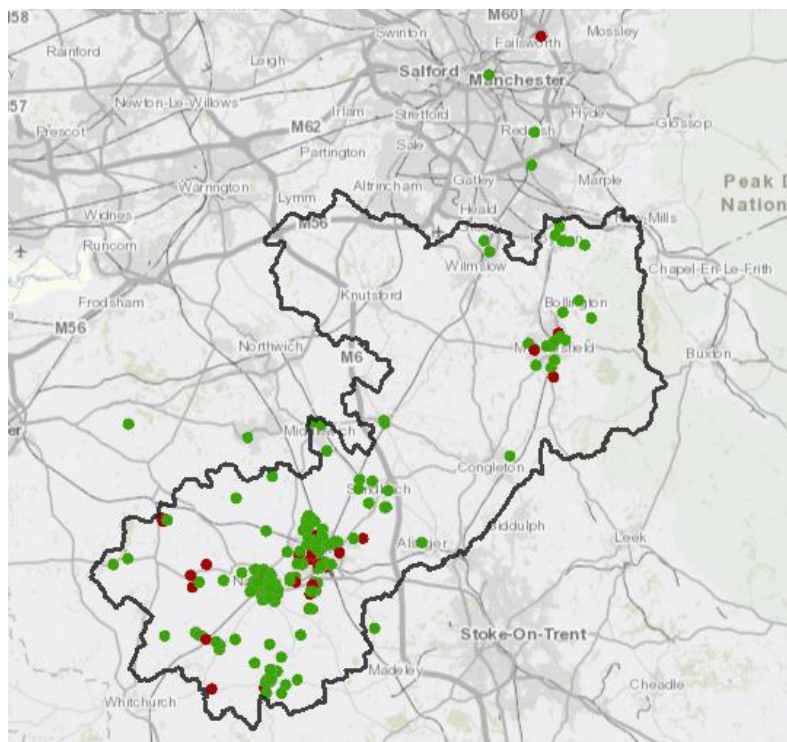 M58
M60
Swinton
Failsworth
Mossley
Rainford
Leigh
Salford
Manchester
Newton-Le-Willows
Irlam
Stretford
Hyde
Glossop
M57
Prescot
M62
Reddish
Sale
Partington
Warrington
Lymm
Altrincham
Gatley
Marple
Peak D
Nation
Widnes
M56
Heald
Mills
Runcorn
Wilmslow
Chapel-En-Le-Frith
Knutsford
Frodsham
Bollington
M56
Northwich
M6
Buxton
Congleton
Sandbach
Biddulph
Leek
Alsager
Stoke-On-Trent
Madeley
Cheadle
Whitchurch